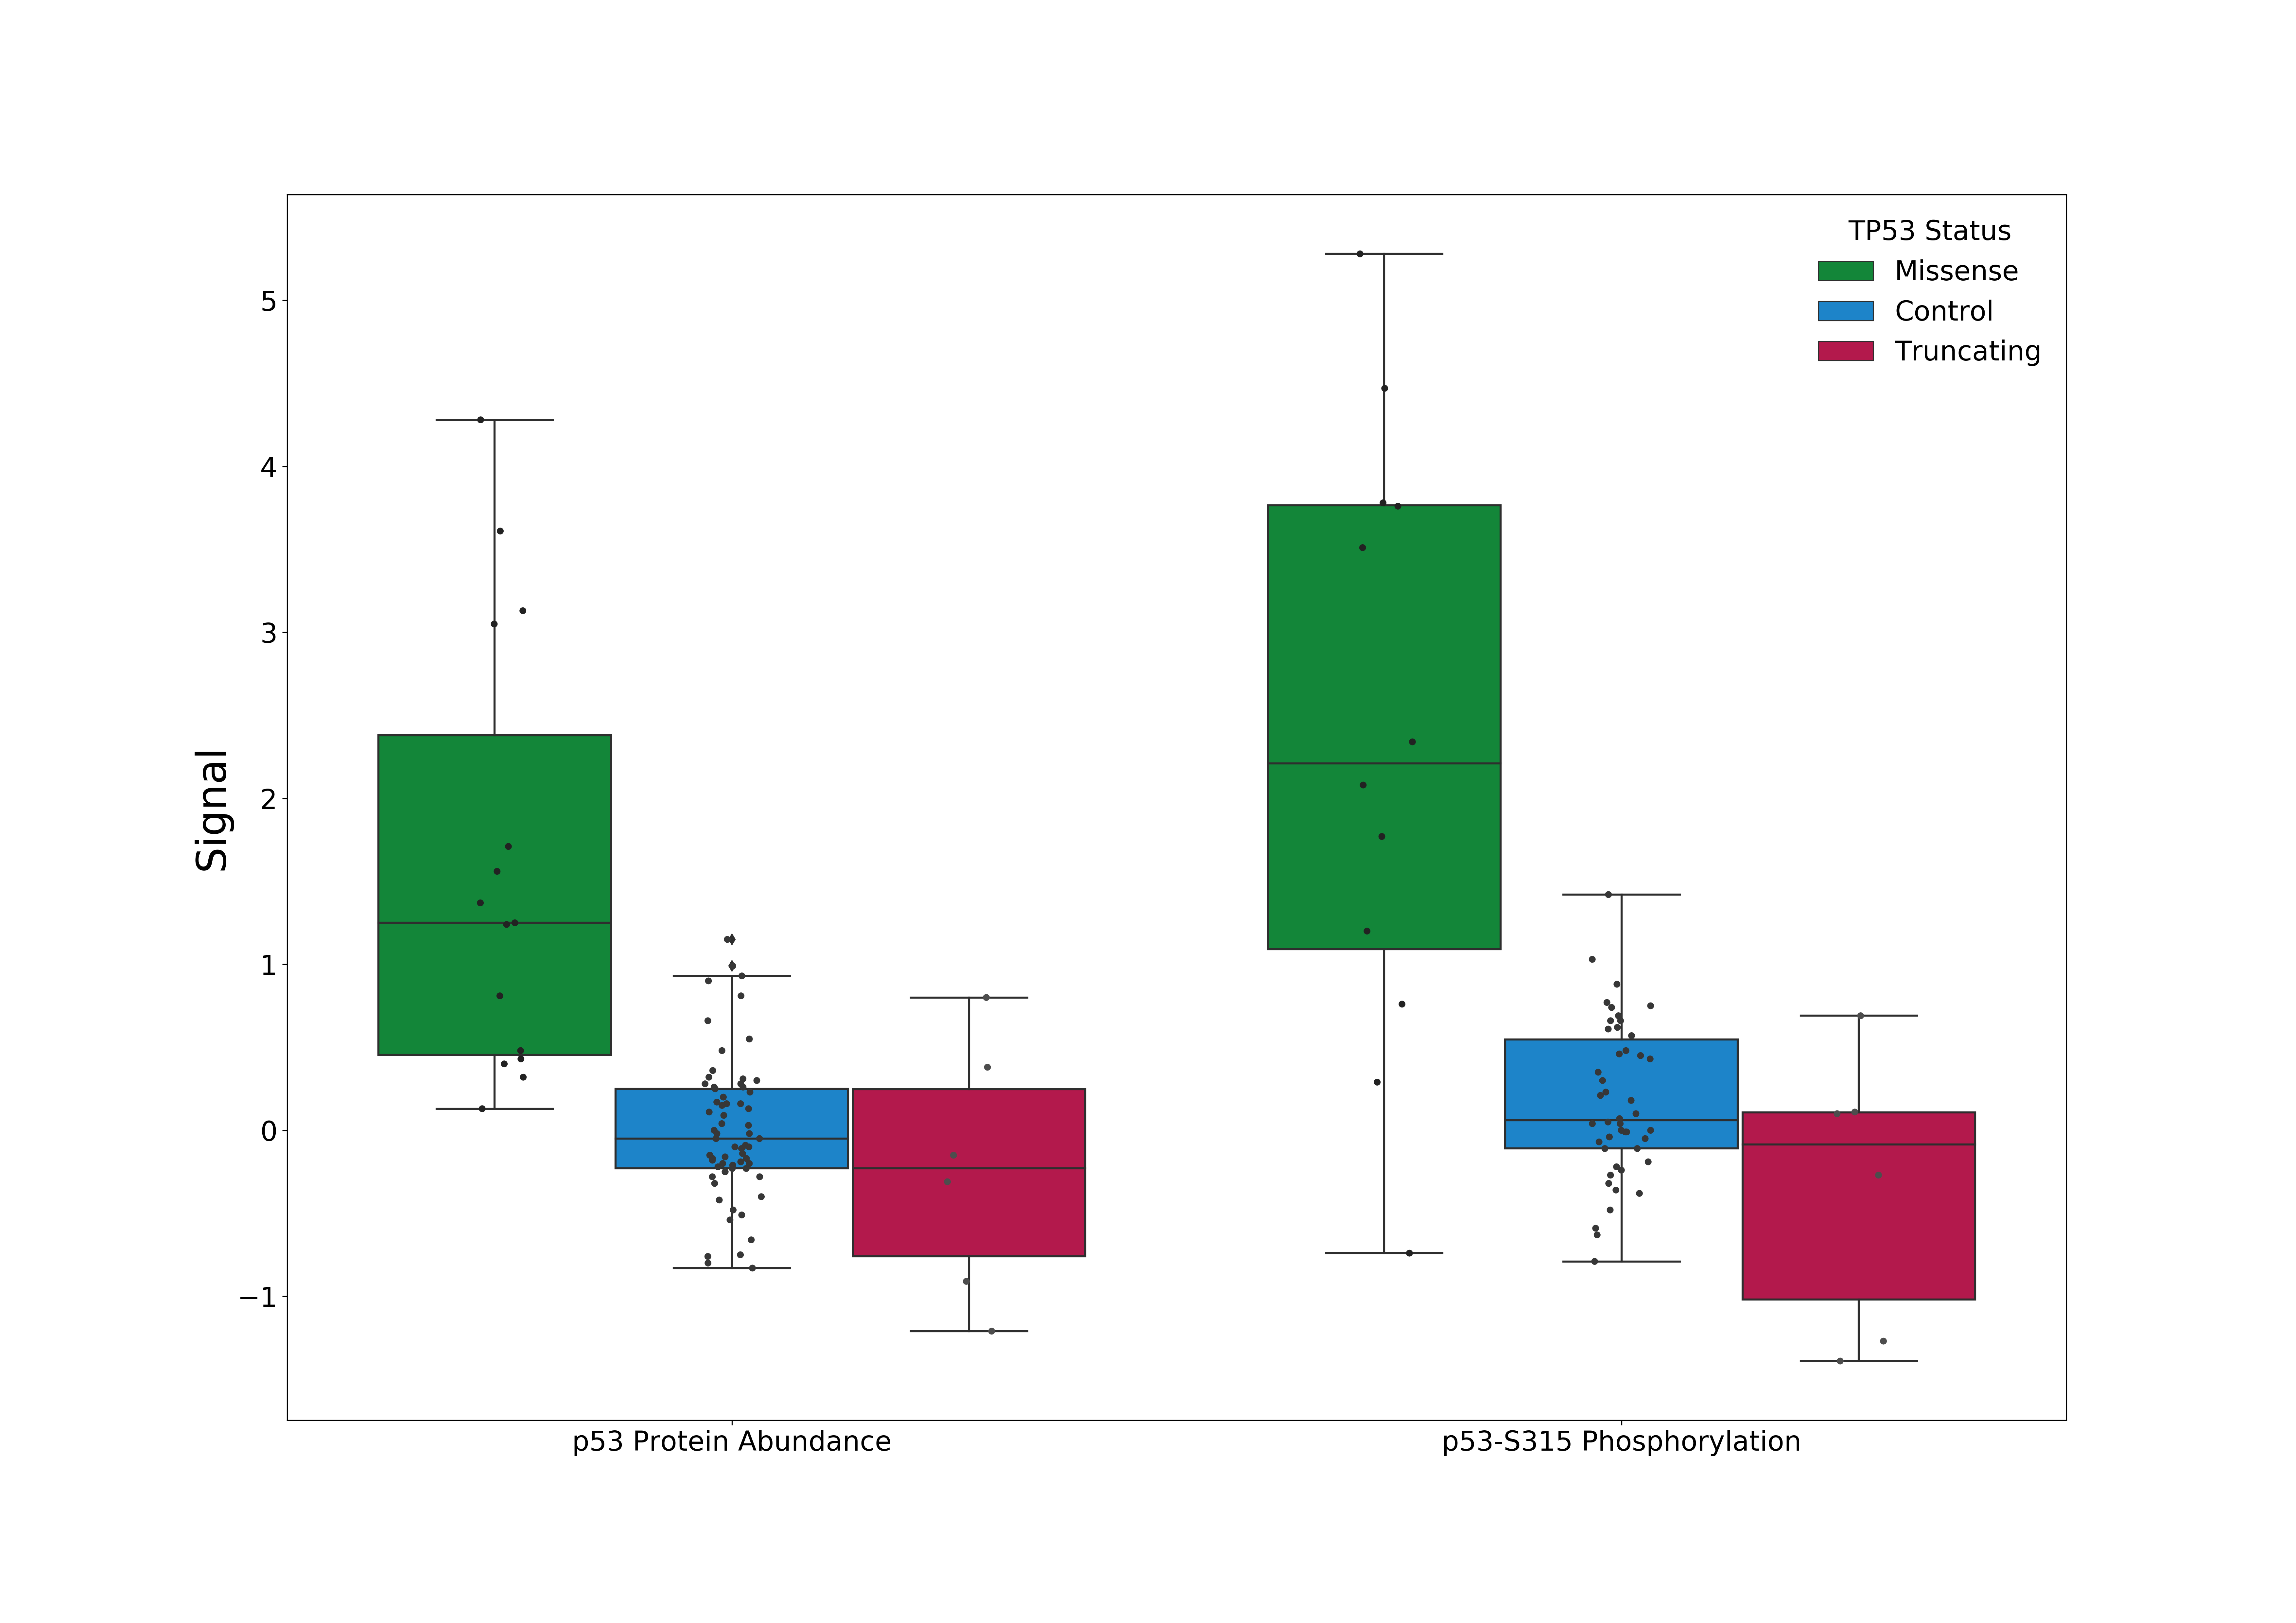 TP53 Status
Missense
Control
Truncating
Signal
5
4
3
2
1
0
−1
p53 Protein Abundance
p53-S315 Phosphorylation